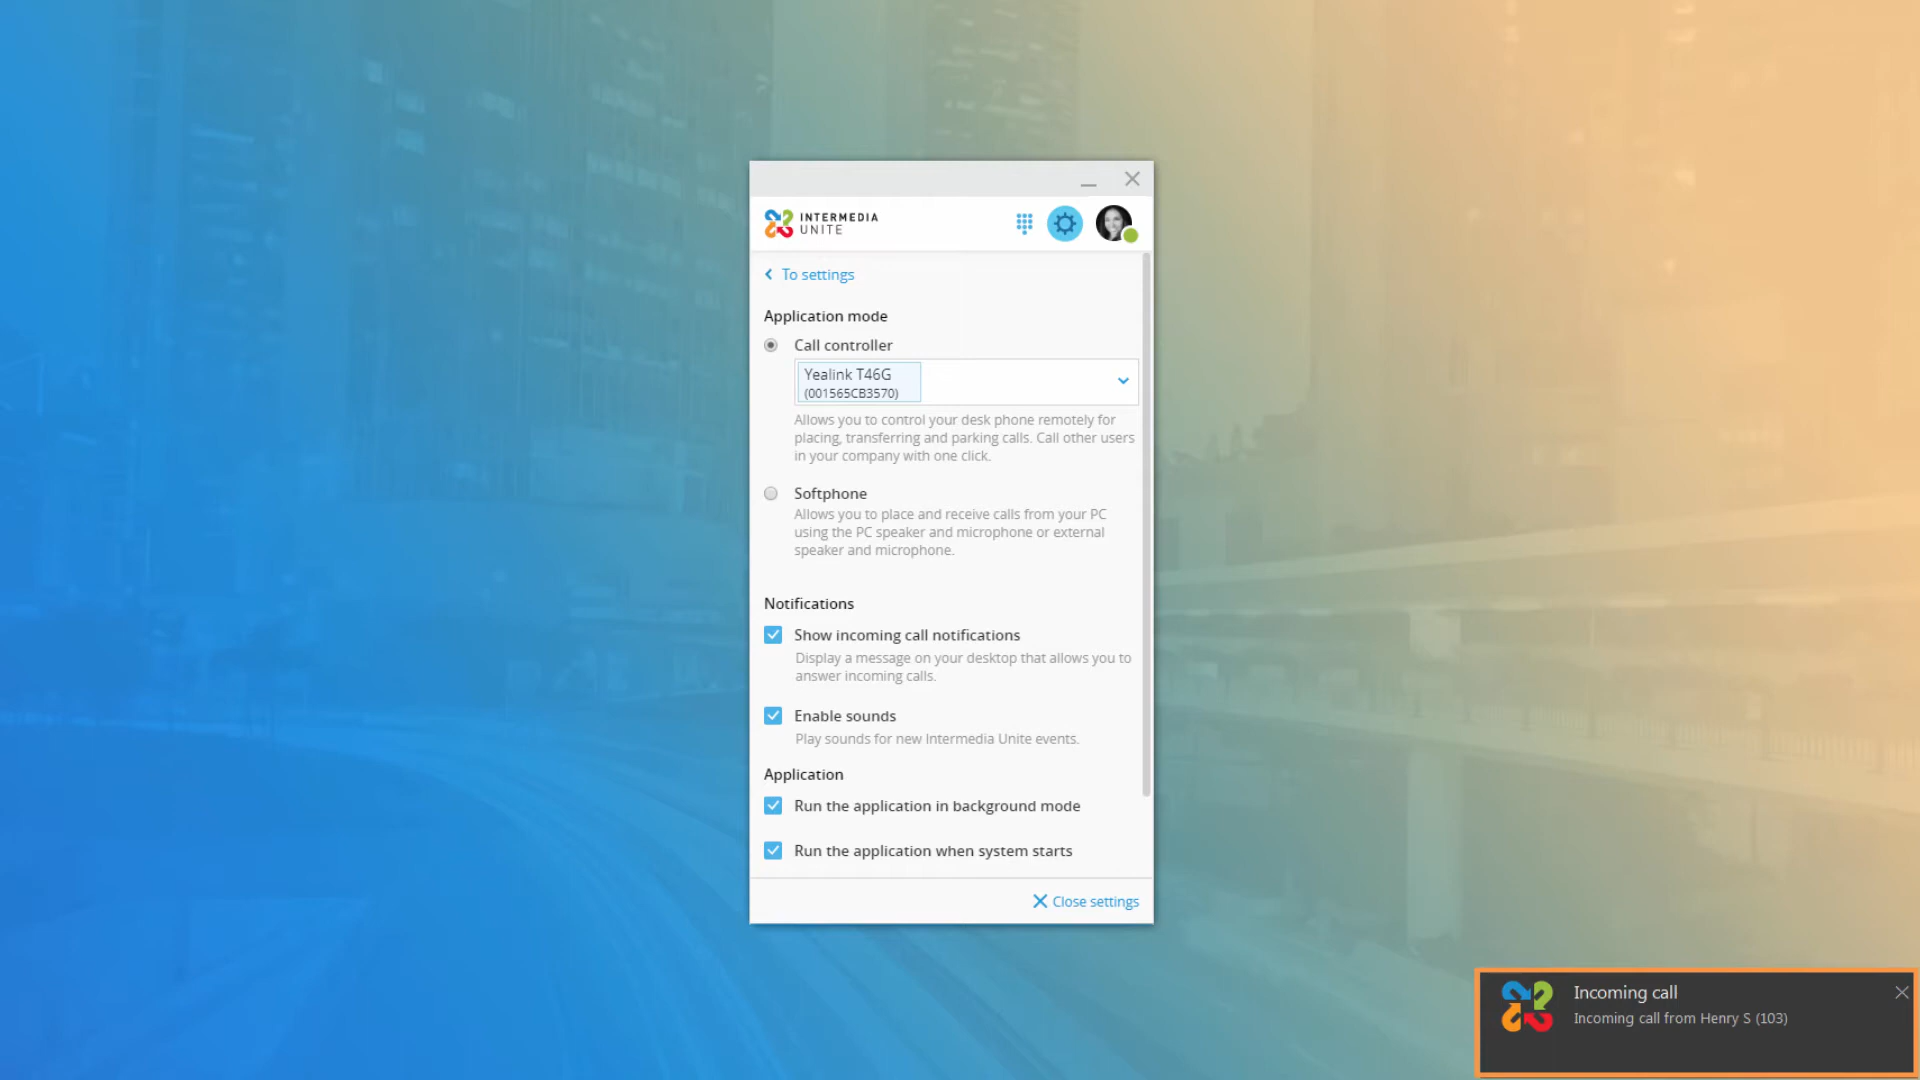 INTERMEDIA
UNITE
To settings
Application mode
Call controller
Yealink T46G
(001565CB3570)
Allows you to control your desk phone remotely for
placing, transferring and parking calls. Call other users
in your company with one click.
Softphone
Allows you to place and receive calls from your PC
using the PC speaker and microphone or external
speaker and microphone.
Notifications
Show incoming call notifications
Display a message on your desktop that allows you to
answer incoming calls.
Enable sounds
Play sounds for new Intermedia Unite events.
Application
Run the application in background mode
Run the application when system starts
Close settings
Incoming call
Incoming call from Henry S (103)